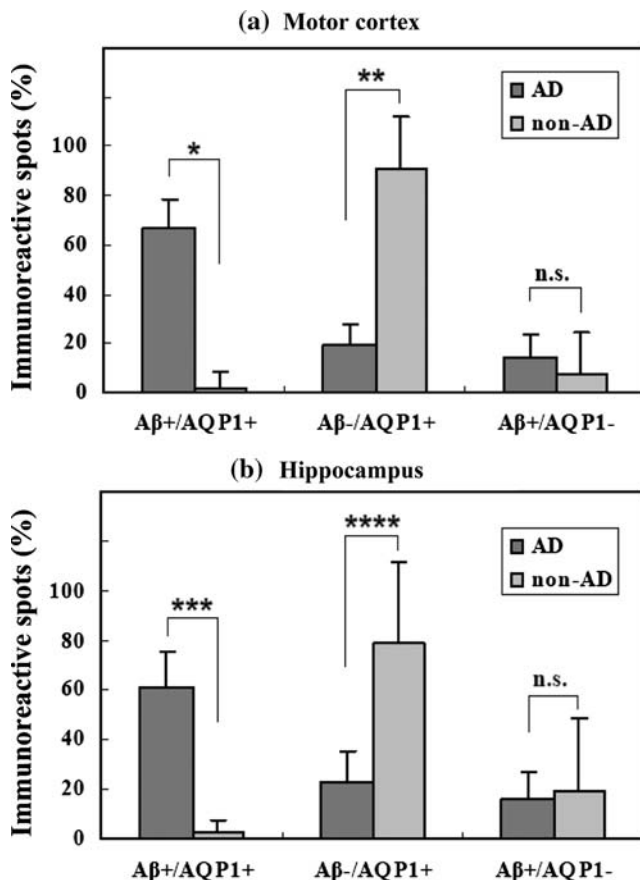 (a) Motor cortex
Immunoreactive spots (%)
100
80
60
40
20
0
*
**
n.s.
AD
non-AD
Aβ+/AQP1+ Aβ-/AQP1+ Aβ+/AQP1-
(b) Hippocampus
Immunoreactive spots (%)
100
80
60
40
20
0
***
****
n.s.
AD
non-AD
Aβ+/AQP1+ Aβ-/AQP1+ Aβ+/AQP1-